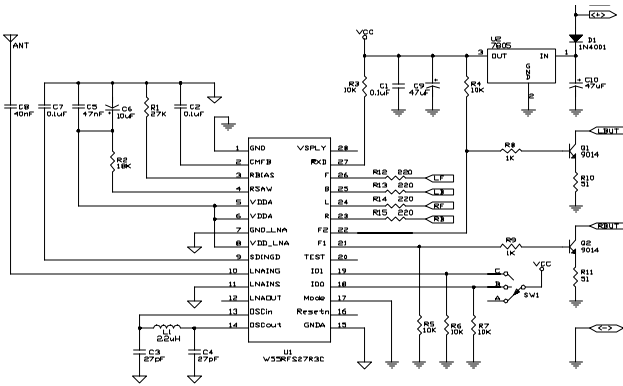 <+>
ANT
VCC
U2
7805
3 OUT IN 1
GND
2
D1
1N4001
C8
40nF
C7
0.1uF
C5
47nF
C6
10uF
R1
27K
C2
0.1uF
R3
10K
C1
0.1uF
C9
47uF
R4
10K
C10
47uF
R2
18K
1 GND VSPLY 28
2 CMFB RXD 27
3 RBIAS F 26
4 RSAW B 25
5 VDDA L 24
6 VDDA R 23
7 GND_LNA F2 22
8 VDD_LNA F1 21
9 SDINGD TEST 20
10 LNAING ID1 19
11 LNAINS ID0 18
12 LNAOUT Mode 17
13 OSCin Resetn 16
14 OSCout GNDA 15
U1
W55RFS27R3C
R12 220 LF
R13 220 LB
R14 220 RF
R15 220 RB
R8
1K
LBUT
Q1
9014
R10
51
R9
1K
RBUT
Q2
9014
R11
51
VCC
C
B
A
SW1
R5
10K
R6
10K
R7
10K
L1
22uH
C3
27pF
C4
27pF
<->